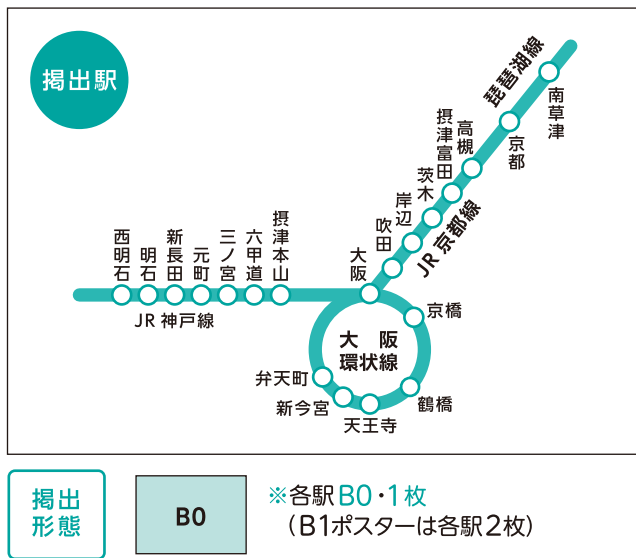 掲出駅
琵琶湖線
南草津
京都
高槻
摂津富田
茨木
岸辺
吹田
JR京都線
大阪
摂津本山
六甲道
三ノ宮
元町
新長田
明石
西明石
JR神戸線
大阪
環状線
京橋
鶴橋
天王寺
新今宮
弁天町
掲出
形態
B0
※各駅B0・1枚
(B1ポスターは各駅2枚)